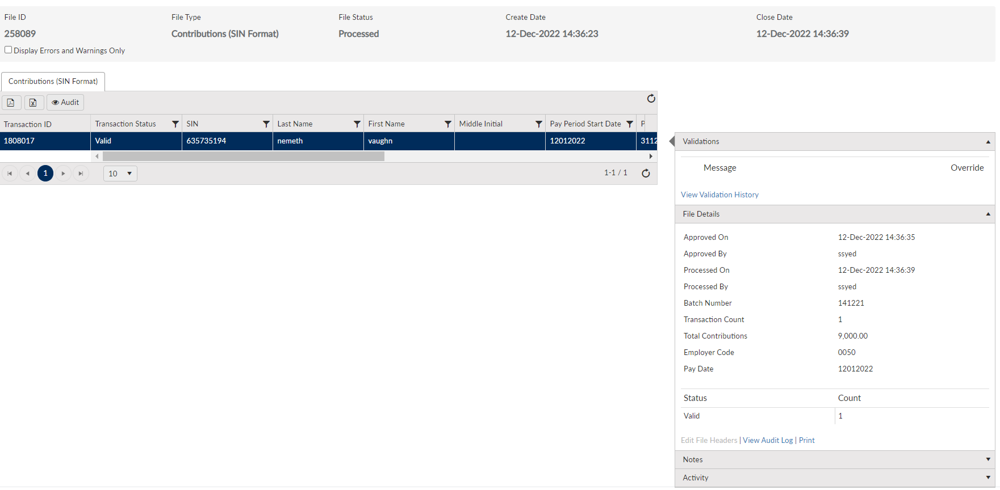 File ID File Type File Status Create Date Close Date
258089 Contributions (SIN Format) Processed 12-Dec-2022 14:36:23 12-Dec-2022 14:36:39
Display Errors and Warnings Only
Contributions (SIN Format)
Audit
Transaction ID Transaction Status SIN Last Name First Name Middle Initial Pay Period Start Date P
1808017 Valid 635735194 nemeth vaughn 12012022 3112
1 10 1-1 / 1
Validations
Message Override
View Validation History
File Details
Approved On 12-Dec-2022 14:36:35
Approved By ssyed
Processed On 12-Dec-2022 14:36:39
Processed By ssyed
Batch Number 141221
Transaction Count 1
Total Contributions 9,000.00
Employer Code 0050
Pay Date 12012022
Status Count
Valid 1
Edit File Headers | View Audit Log | Print
Notes
Activity